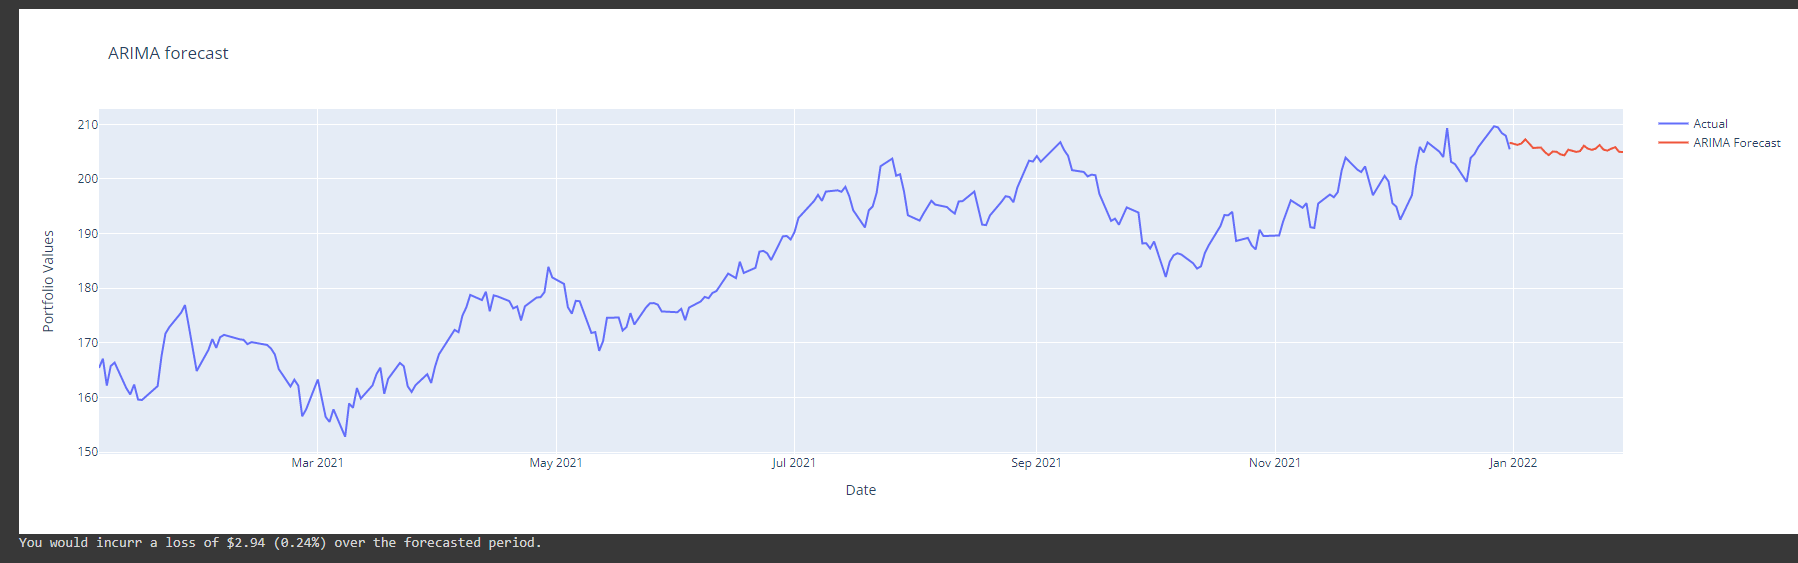 ARIMA forecast
210
200
190
180
170
160
150
Portfolio Values
Mar 2021
May 2021
Jul 2021
Sep 2021
Nov 2021
Jan 2022
Date
Actual
ARIMA Forecast
You would incurr a loss of $2.94 (0.24%) over the forecasted period.